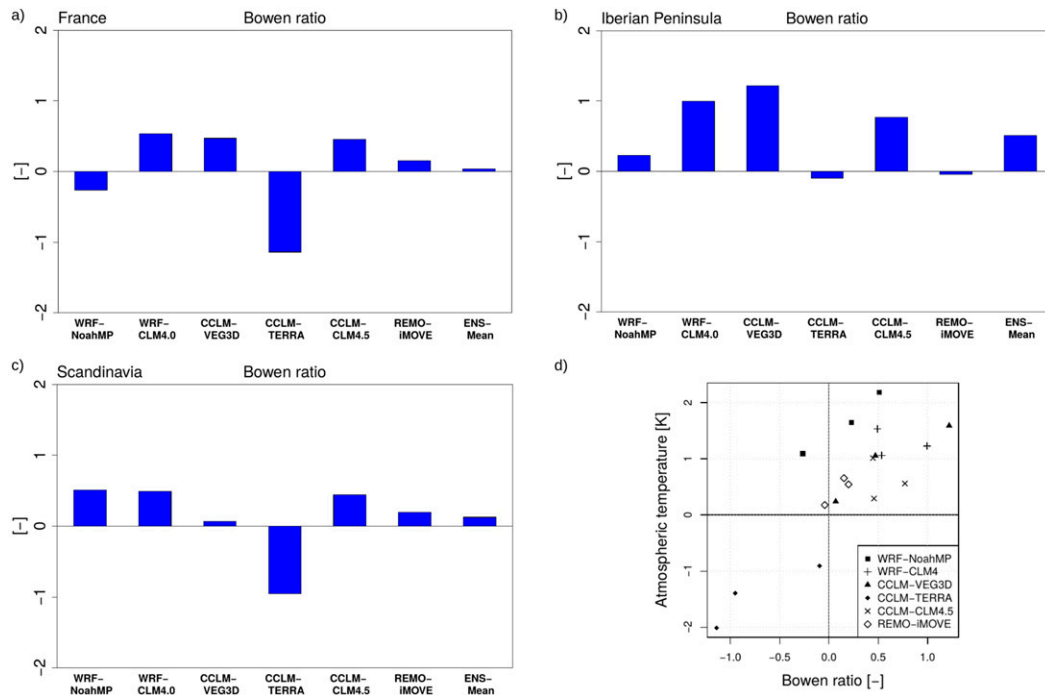 a)
France
Bowen ratio
2
1
0
−1
−2
[−]
WRF− WRF− CCLM− CCLM− CCLM− REMO− ENS−
NoahMP CLM4.0 VEG3D TERRA CLM4.5 iMOVE Mean
b)
Iberian Peninsula
Bowen ratio
2
1
0
−1
−2
[−]
WRF− WRF− CCLM− CCLM− CCLM− REMO− ENS−
NoahMP CLM4.0 VEG3D TERRA CLM4.5 iMOVE Mean
c)
Scandinavia
Bowen ratio
2
1
0
−1
−2
[−]
WRF− WRF− CCLM− CCLM− CCLM− REMO− ENS−
NoahMP CLM4.0 VEG3D TERRA CLM4.5 iMOVE Mean
d)
Atmospheric temperature [K]
2
1
0
−1
−2
WRF−NoahMP
WRF−CLM4
CCLM−VEG3D
CCLM−TERRA
CCLM−CLM4.5
REMO−iMOVE
−1.0 −0.5 0.0 0.5 1.0
Bowen ratio [−]